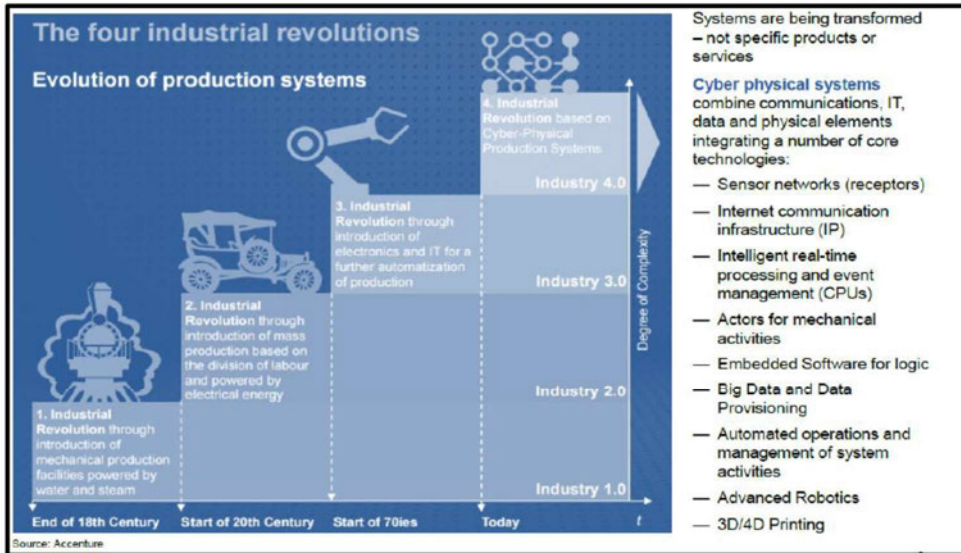 The four industrial revolutions
Evolution of production systems
4. Industrial
Revolution based on
Cyber-Physical
Production Systems
Industry 4.0
3. Industrial
Revolution through
introduction of
electronics and IT for a
further automatization
of production
Industry 3.0
2. Industrial
Revolution through
introduction of mass
production based on
the division of labour
and powered by
electrical energy
Industry 2.0
1. Industrial
Revolution through
introduction of
mechanical production
facilities powered by
water and steam
Industry 1.0
Degree of Complexity
End of 18th Century
Start of 20th Century
Start of 70ies
Today
t
Source: Accenture
Systems are being transformed
– not specific products or
services
Cyber physical systems
combine communications, IT,
data and physical elements
integrating a number of core
technologies:
— Sensor networks (receptors)
— Internet communication
infrastructure (IP)
— Intelligent real-time
processing and event
management (CPUs)
— Actors for mechanical
activities
— Embedded Software for logic
— Big Data and Data
Provisioning
— Automated operations and
management of system
activities
— Advanced Robotics
— 3D/4D Printing